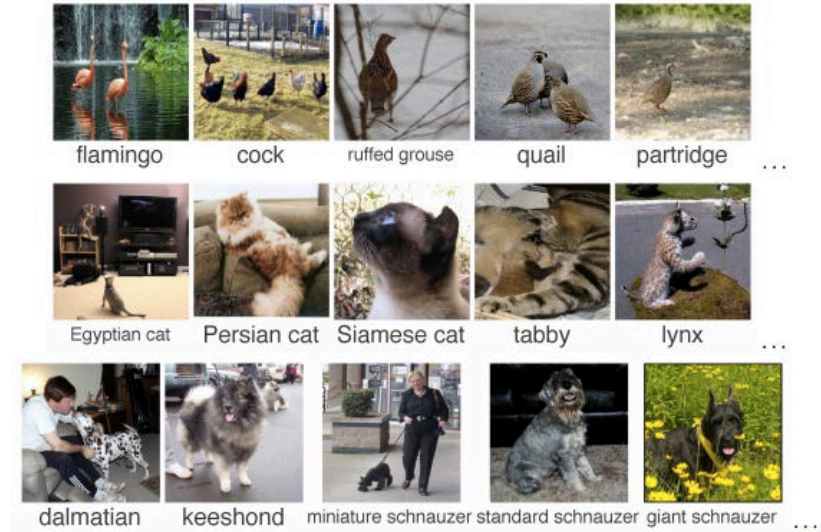 flamingo
cock
ruffed grouse
quail
partridge
...
Egyptian cat
Persian cat
Siamese cat
tabby
lynx
...
dalmatian
keeshond
miniature schnauzer
standard schnauzer
giant schnauzer
...